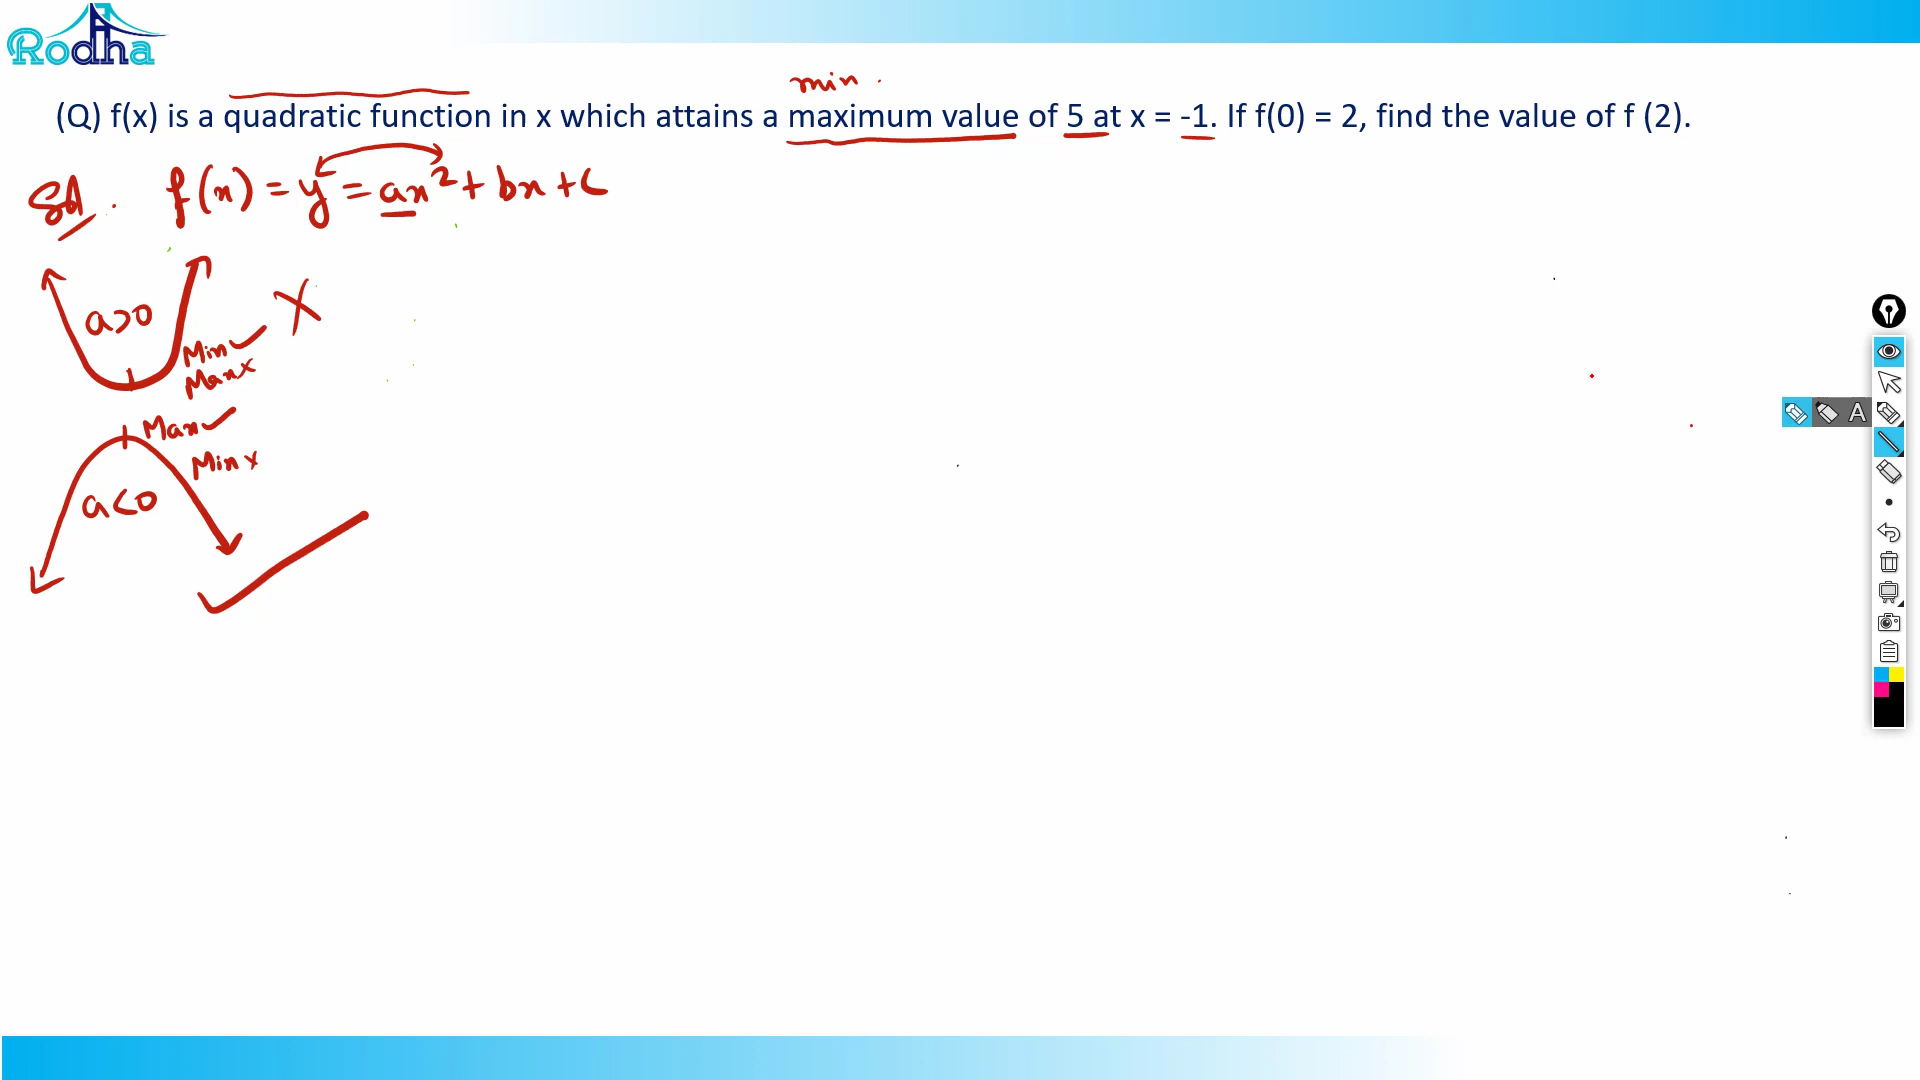 Rodha
min
(Q) f(x) is a quadratic function in x which attains a maximum value of 5 at x = -1. If f(0) = 2, find the value of f (2).
f(x) = y = ax² + bx + c
a>0
Min ✓
Max x
X
Max ✓
Min x
a<0
A